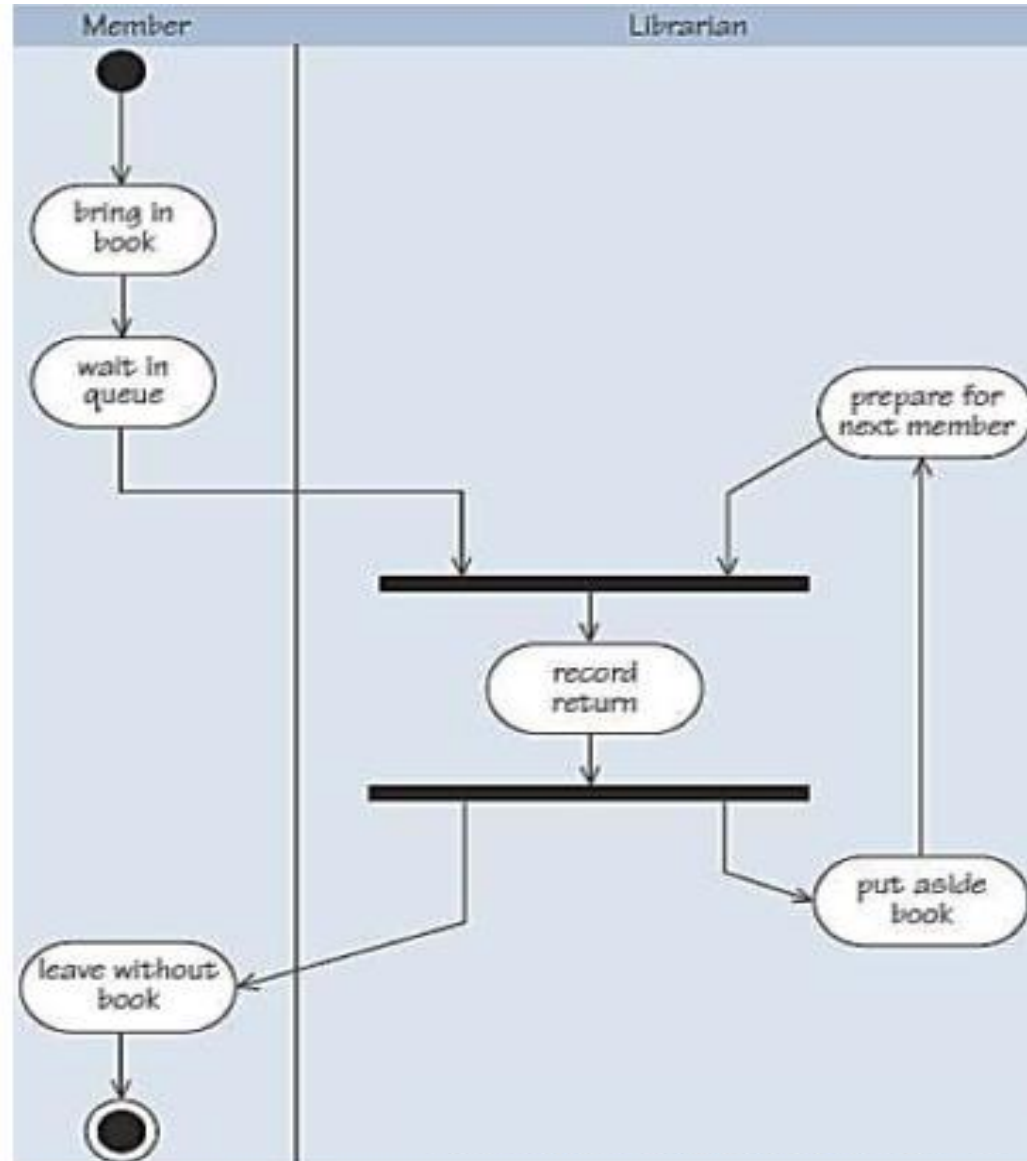 Member
Librarian
bring in
book
wait in
queue
prepare for
next member
record
return
put aside
book
leave without
book